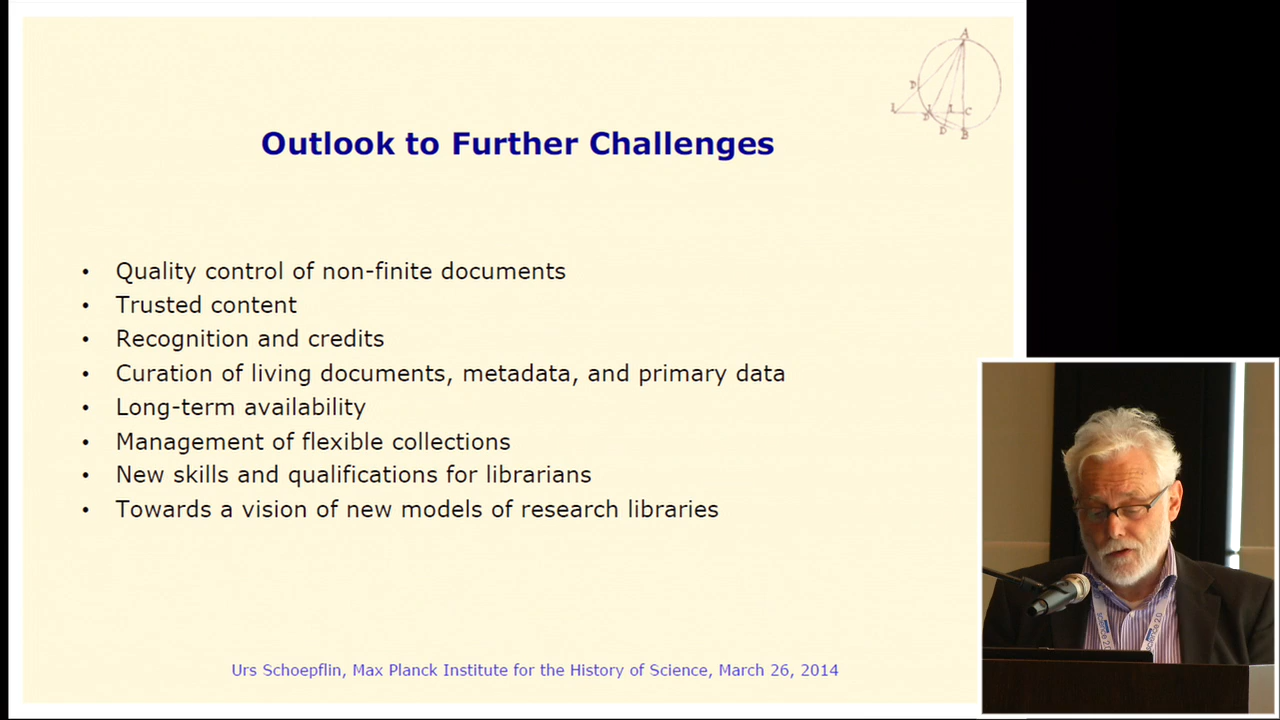 Outlook to Further Challenges
• Quality control of non-finite documents
• Trusted content
• Recognition and credits
• Curation of living documents, metadata, and primary data
• Long-term availability
• Management of flexible collections
• New skills and qualifications for librarians
• Towards a vision of new models of research libraries
Urs Schoepflin, Max Planck Institute for the History of Science, March 26, 2014
A
D
C
D
B
science 2.0